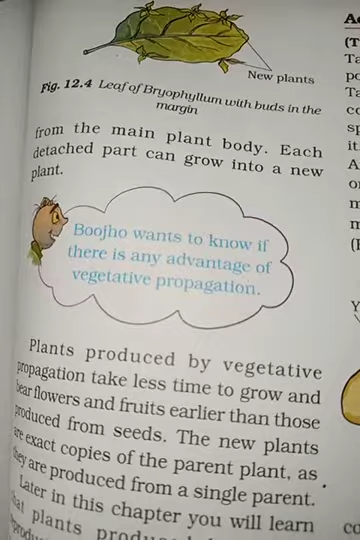 New plants
Fig. 12.4 Leaf of Bryophyllum with buds in the
margin
from the main plant body. Each
detached part can grow into a new
plant.
Boojho wants to know if
there is any advantage of
vegetative propagation.
Plants produced by vegetative
propagation take less time to grow and
bear flowers and fruits earlier than those
produced from seeds. The new plants
are exact copies of the parent plant, as
they are produced from a single parent.
Later in this chapter you will learn
that plants